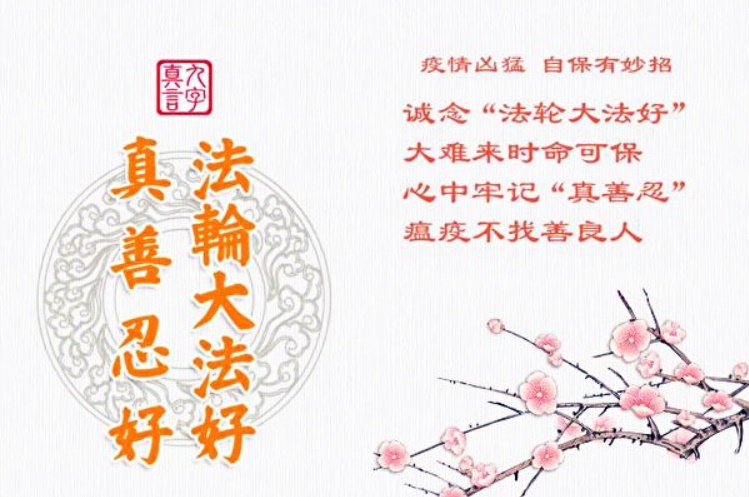 九字
真言
法輪大法好
真善忍好
疫情凶猛 自保有妙招
诚念“法轮大法好”
大难来时命可保
心中牢记“真善忍”
瘟疫不找善良人